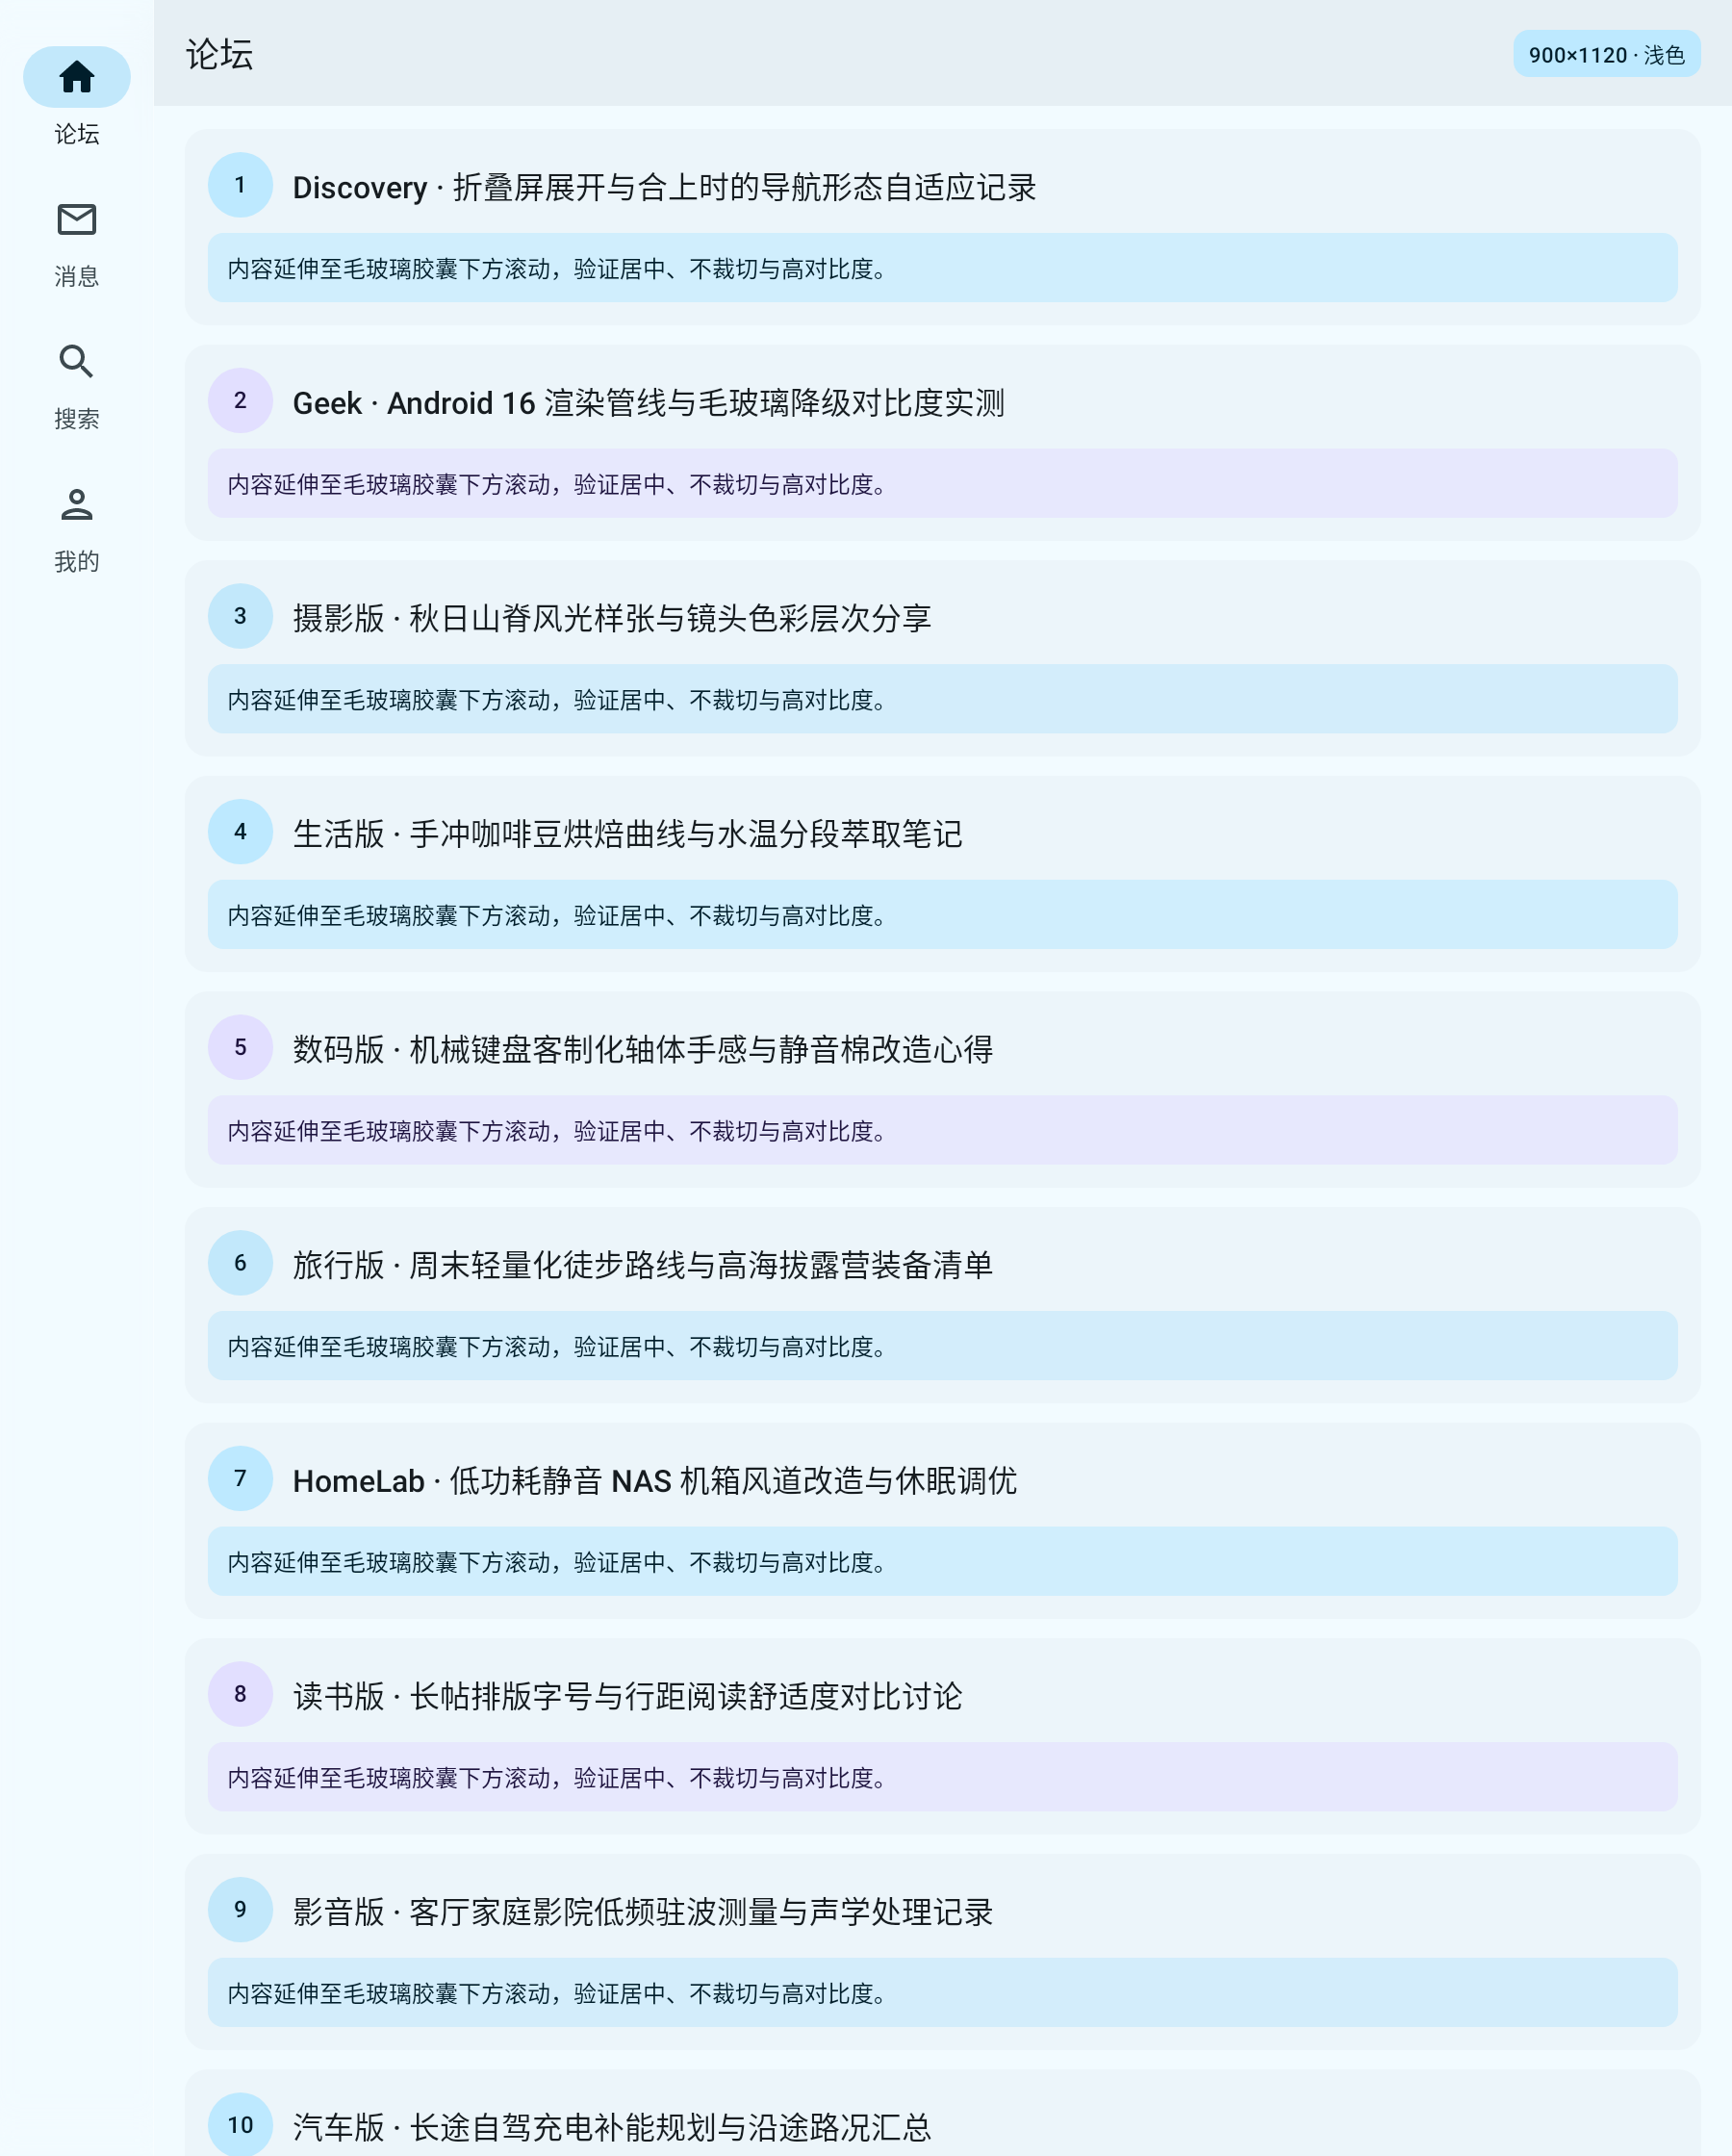 论坛
消息
搜索
我的
论坛
900×1120 · 浅色
1
Discovery · 折叠屏展开与合上时的导航形态自适应记录
内容延伸至毛玻璃胶囊下方滚动，验证居中、不裁切与高对比度。
2
Geek · Android 16 渲染管线与毛玻璃降级对比度实测
内容延伸至毛玻璃胶囊下方滚动，验证居中、不裁切与高对比度。
3
摄影版 · 秋日山脊风光样张与镜头色彩层次分享
内容延伸至毛玻璃胶囊下方滚动，验证居中、不裁切与高对比度。
4
生活版 · 手冲咖啡豆烘焙曲线与水温分段萃取笔记
内容延伸至毛玻璃胶囊下方滚动，验证居中、不裁切与高对比度。
5
数码版 · 机械键盘客制化轴体手感与静音棉改造心得
内容延伸至毛玻璃胶囊下方滚动，验证居中、不裁切与高对比度。
6
旅行版 · 周末轻量化徒步路线与高海拔露营装备清单
内容延伸至毛玻璃胶囊下方滚动，验证居中、不裁切与高对比度。
7
HomeLab · 低功耗静音 NAS 机箱风道改造与休眠调优
内容延伸至毛玻璃胶囊下方滚动，验证居中、不裁切与高对比度。
8
读书版 · 长帖排版字号与行距阅读舒适度对比讨论
内容延伸至毛玻璃胶囊下方滚动，验证居中、不裁切与高对比度。
9
影音版 · 客厅家庭影院低频驻波测量与声学处理记录
内容延伸至毛玻璃胶囊下方滚动，验证居中、不裁切与高对比度。
10
汽车版 · 长途自驾充电补能规划与沿途路况汇总